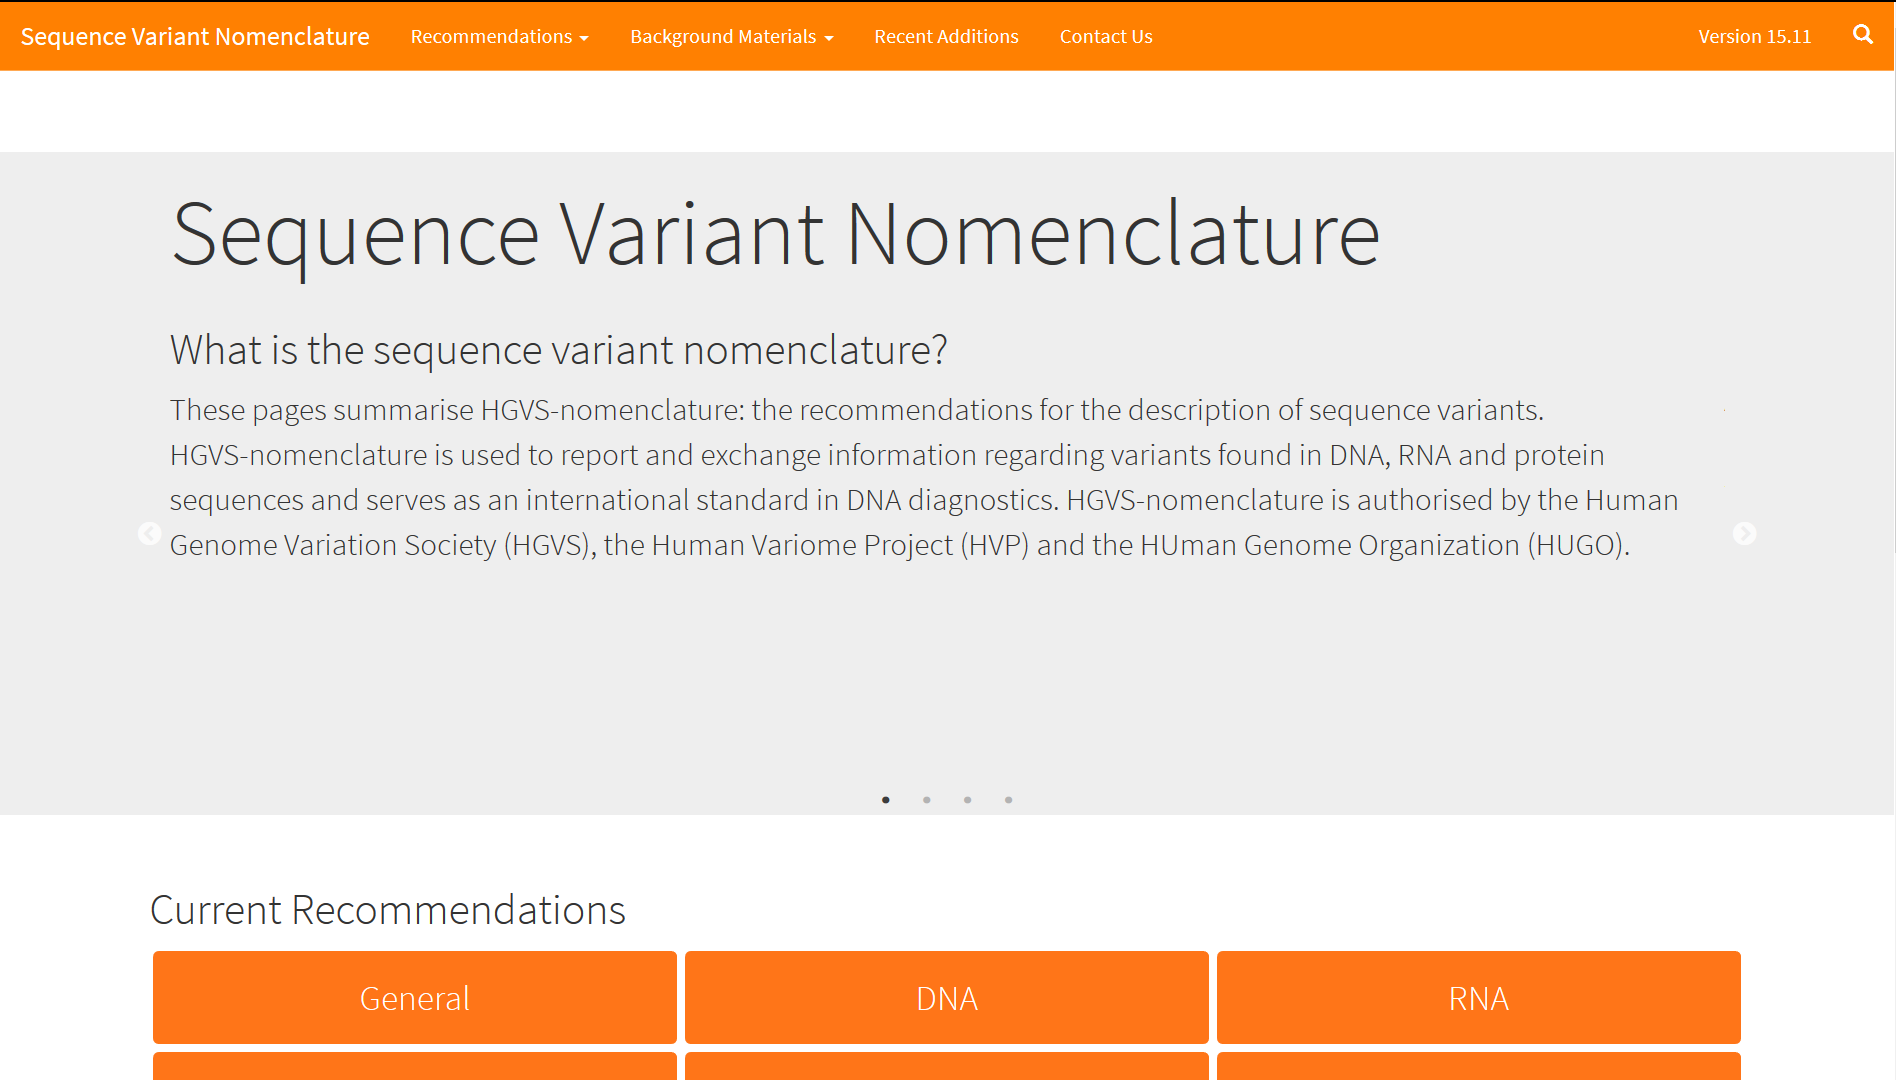 Sequence Variant Nomenclature Recommendations Background Materials Recent Additions Contact Us Version 15.11
Sequence Variant Nomenclature
What is the sequence variant nomenclature?
These pages summarise HGVS-nomenclature: the recommendations for the description of sequence variants.
HGVS-nomenclature is used to report and exchange information regarding variants found in DNA, RNA and protein
sequences and serves as an international standard in DNA diagnostics. HGVS-nomenclature is authorised by the Human
Genome Variation Society (HGVS), the Human Variome Project (HVP) and the HUman Genome Organization (HUGO).
Current Recommendations
General DNA RNA